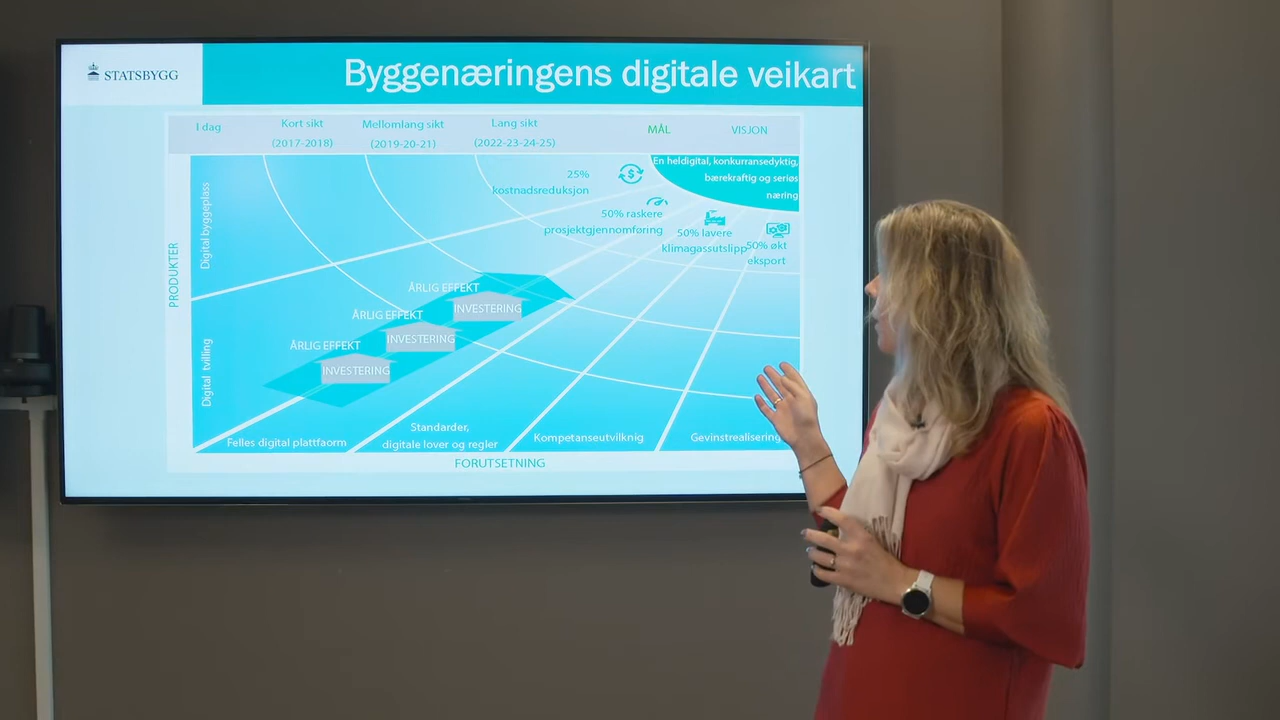 STATSBYGG
Byggenæringens digitale veikart
I dag
Kort sikt
(2017-2018)
Mellomlang sikt
(2019-20-21)
Lang sikt
(2022-23-24-25)
MÅL
VISJON
En heldigital, konkurransedyktig,
bærekraftig og seriøs
næring
25%
kostnadsreduksjon
50% raskere
prosjektgjennomføring
50% lavere
klimagassutslipp
50% økt
eksport
PRODUKTER
Digital byggeplass
Digital tvilling
ÅRLIG EFFEKT
INVESTERING
ÅRLIG EFFEKT
INVESTERING
ÅRLIG EFFEKT
INVESTERING
Felles digital plattfaorm
Standarder,
digitale lover og regler
Kompetanseutvilknig
Gevinstrealisering
FORUTSETNING